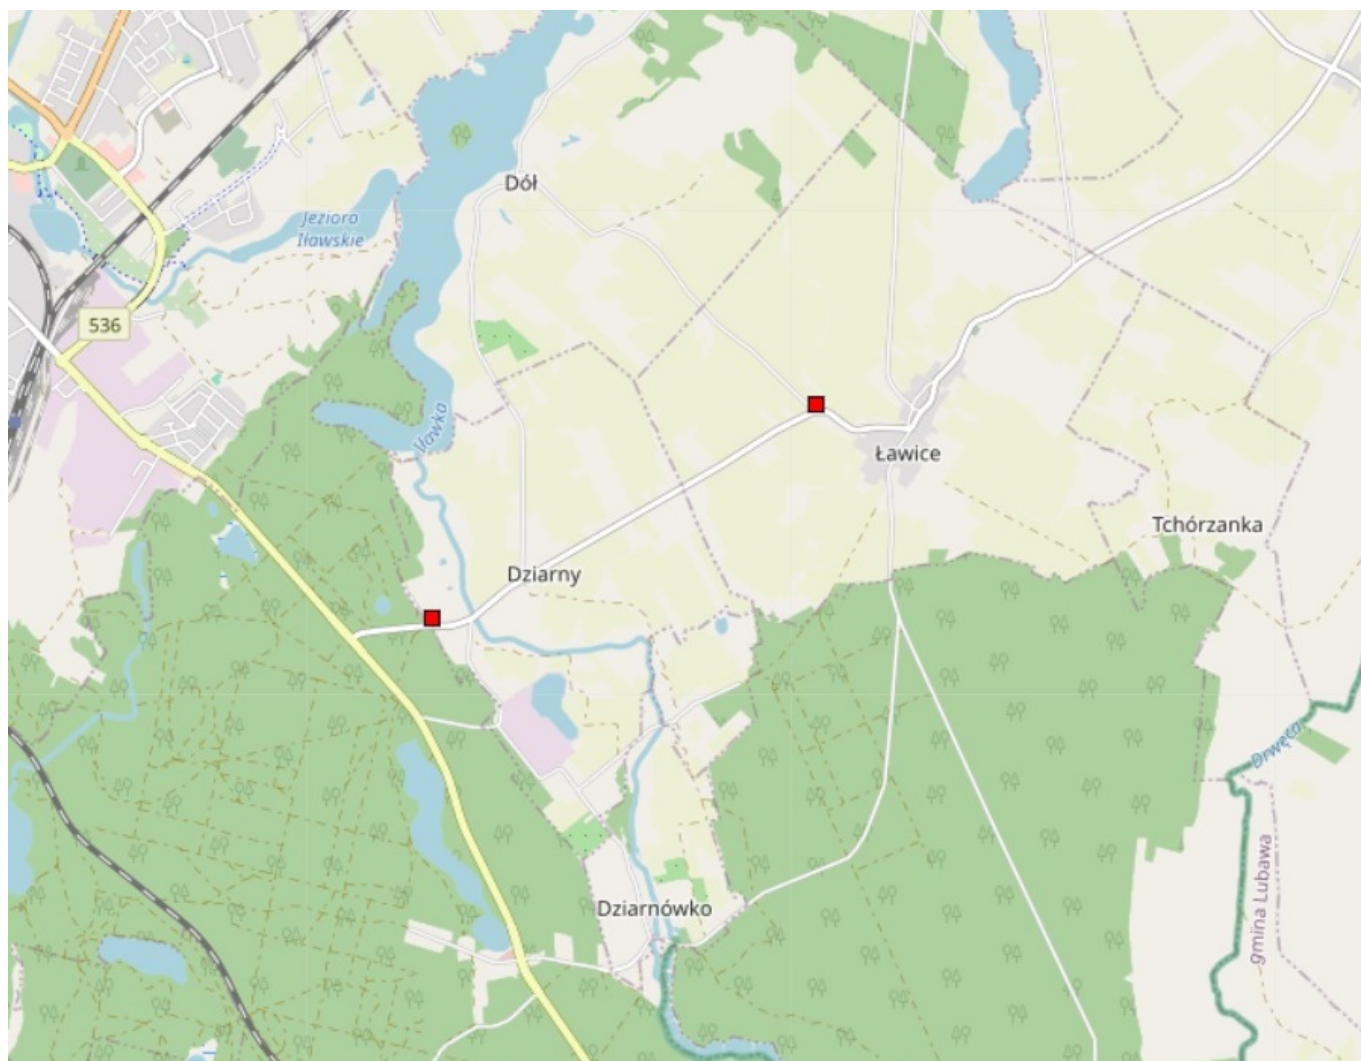 Dół
Jezioro
Iławskie
536
Iławka
Ławice
Tchórzanka
Dziarny
Drwęca
gmina Lubawa
Dziarnówko